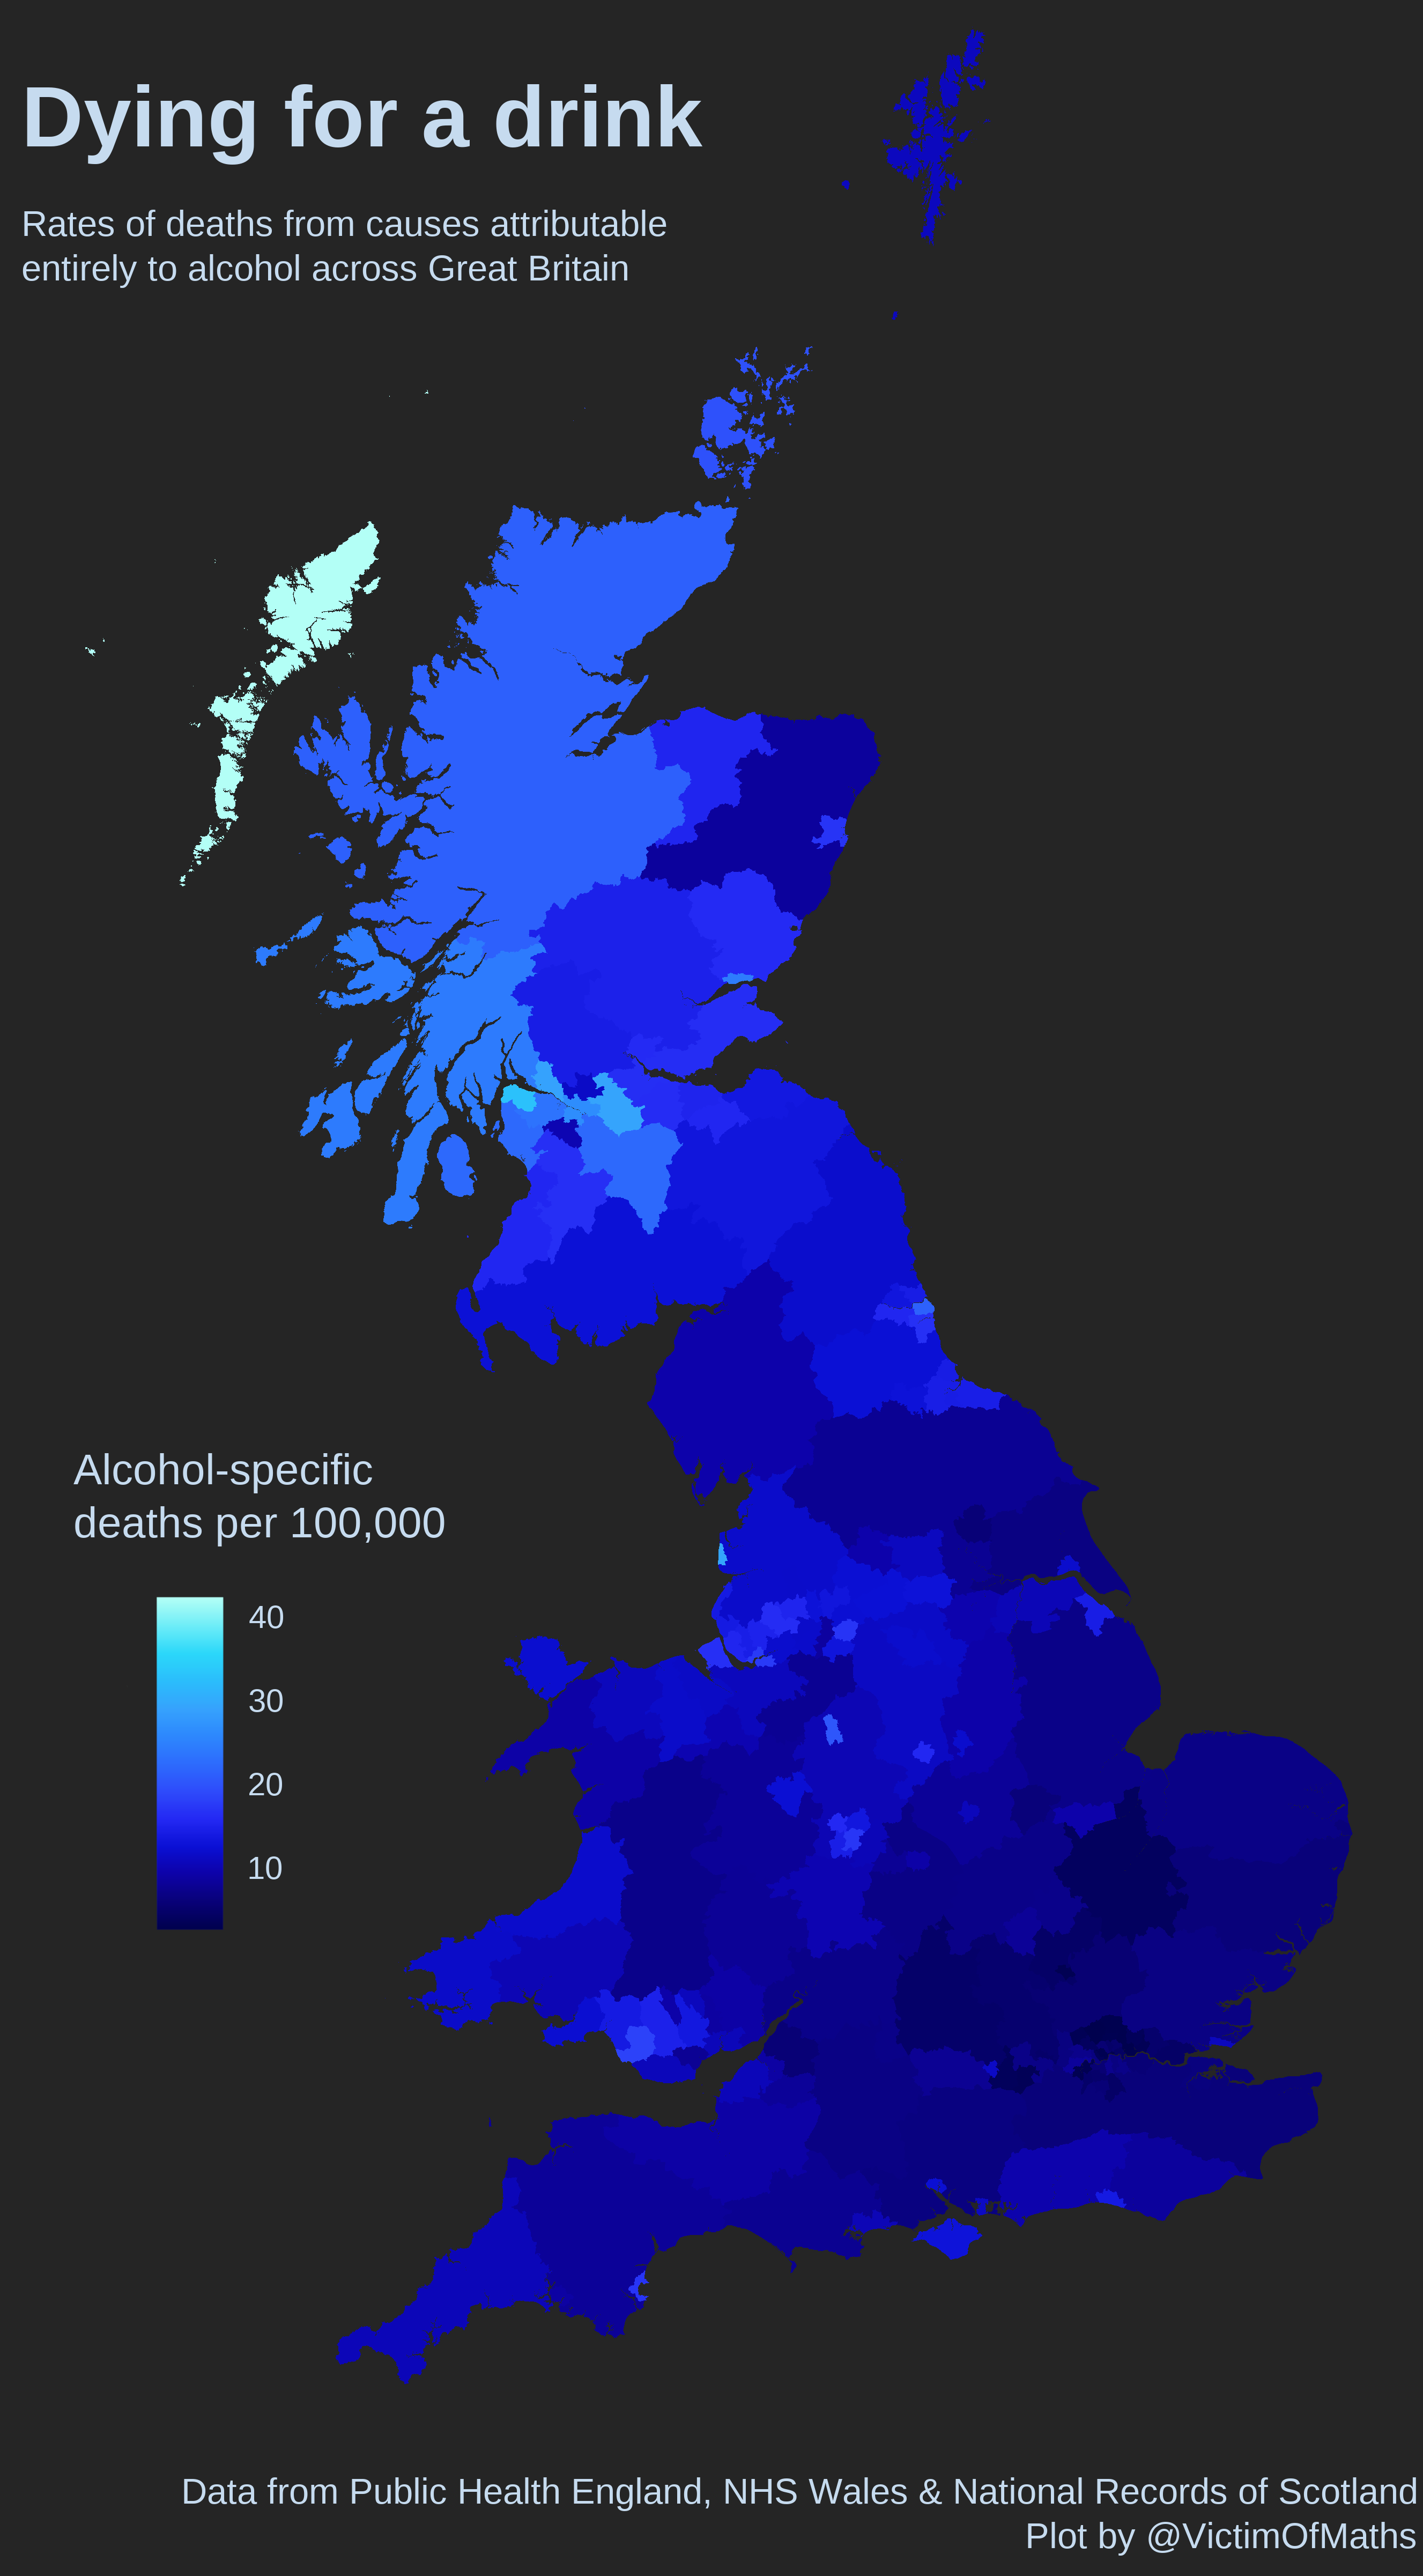 Dying for a drink
Rates of deaths from causes attributable
entirely to alcohol across Great Britain
Alcohol-specific
deaths per 100,000
40
30
20
10
Data from Public Health England, NHS Wales & National Records of Scotland
Plot by @VictimOfMaths